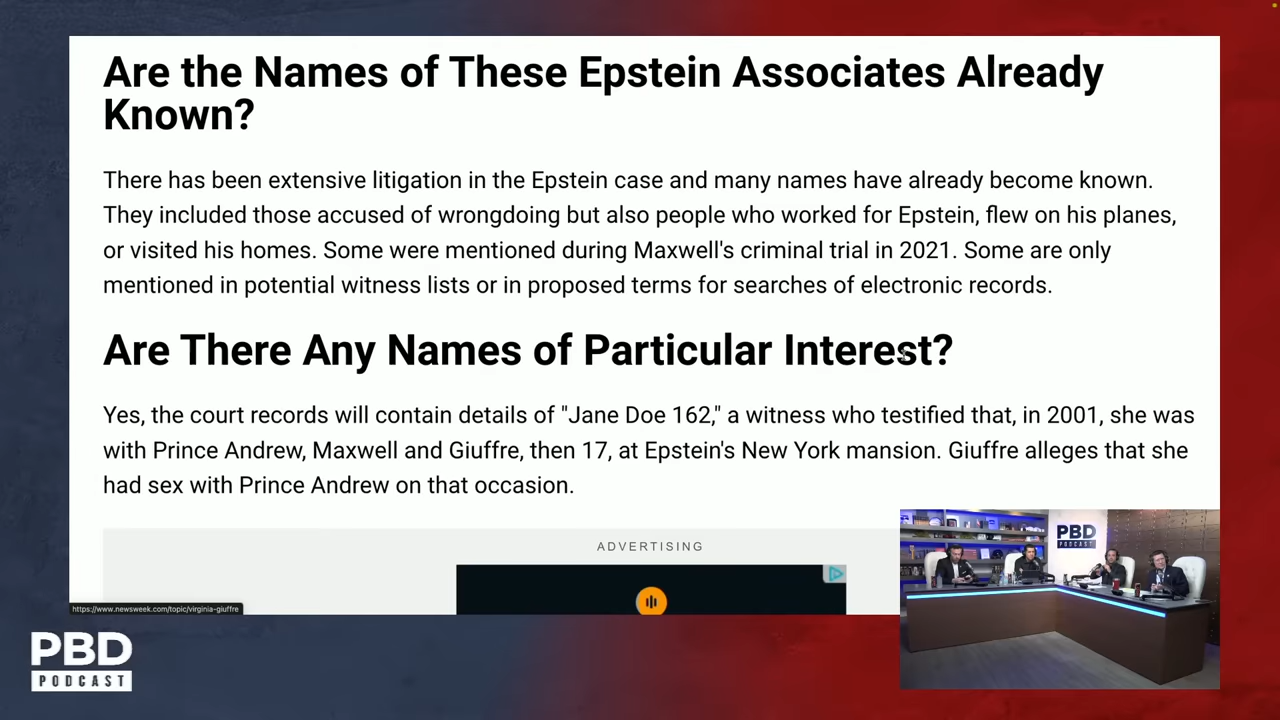 Are the Names of These Epstein Associates Already
Known?
There has been extensive litigation in the Epstein case and many names have already become known.
They included those accused of wrongdoing but also people who worked for Epstein, flew on his planes,
or visited his homes. Some were mentioned during Maxwell's criminal trial in 2021. Some are only
mentioned in potential witness lists or in proposed terms for searches of electronic records.
Are There Any Names of Particular Interest?
Yes, the court records will contain details of "Jane Doe 162," a witness who testified that, in 2001, she was
with Prince Andrew, Maxwell and Giuffre, then 17, at Epstein's New York mansion. Giuffre alleges that she
had sex with Prince Andrew on that occasion.
ADVERTISING
https://www.newsweek.com/topic/virginia-giuffre
PBD
PODCAST
PBD
PODCAST